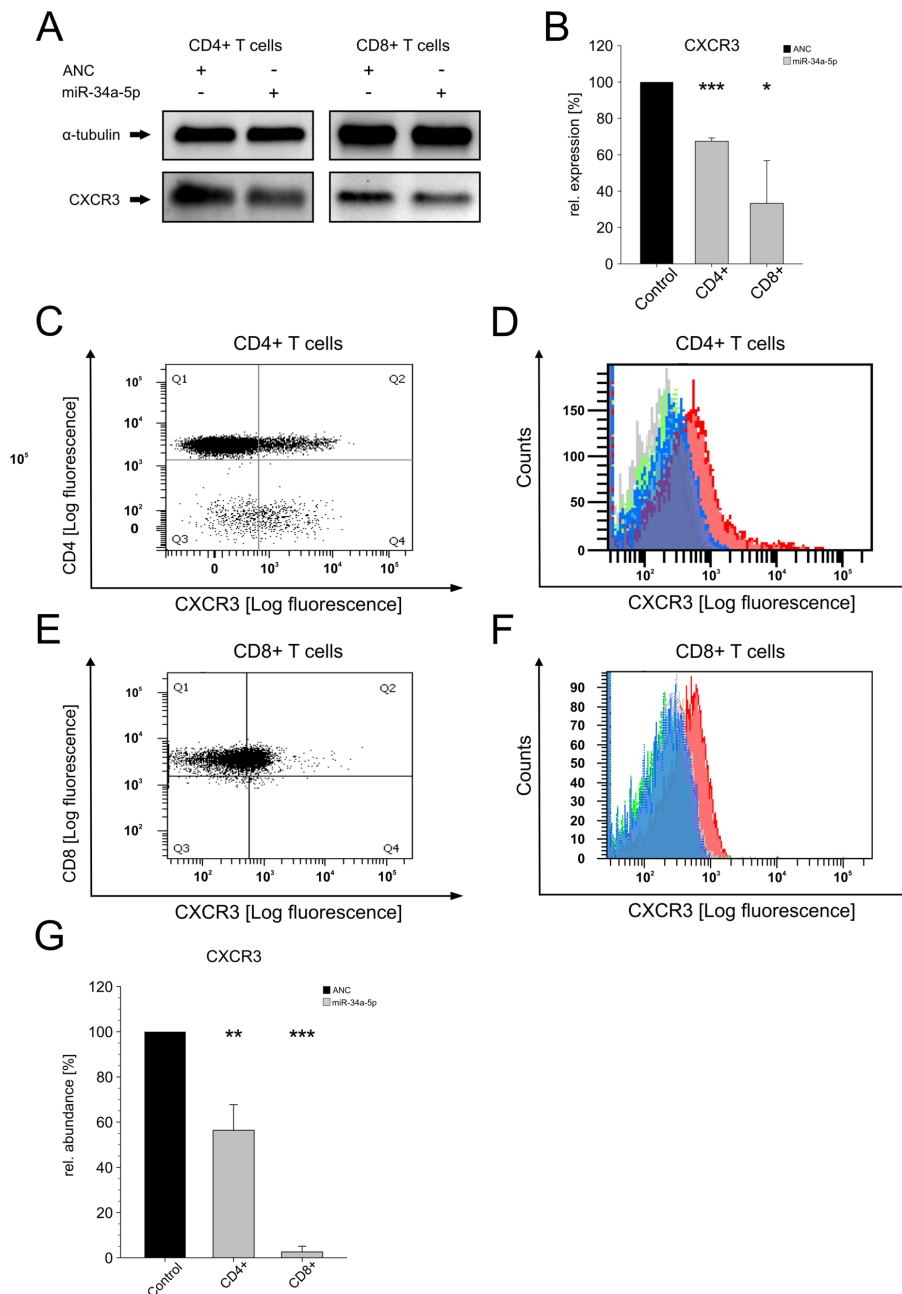 A
CD4+ T cells CD8+ T cells
ANC + - + -
miR-34a-5p - + - +
α-tubulin
CXCR3
B
CXCR3
ANC
miR-34a-5p
rel. expression [%]
120
100
80
60
40
20
0
*** *
Control CD4+ CD8+
C
CD4+ T cells
CD4 [Log fluorescence]
10⁵
Q1 Q2
Q3 Q4
10⁵
10⁴
10³
10²
0
0 10³ 10⁴ 10⁵
CXCR3 [Log fluorescence]
D
CD4+ T cells
Counts
150
100
50
0
10² 10³ 10⁴ 10⁵
CXCR3 [Log fluorescence]
E
CD8+ T cells
CD8 [Log fluorescence]
Q1 Q2
Q3 Q4
10⁵
10⁴
10³
10²
10² 10³ 10⁴ 10⁵
CXCR3 [Log fluorescence]
F
CD8+ T cells
Counts
90
80
70
60
50
40
30
20
10
0
10² 10³ 10⁴ 10⁵
CXCR3 [Log fluorescence]
G
CXCR3
ANC
miR-34a-5p
rel. abundance [%]
120
100
80
60
40
20
0
** ***
Control CD4+ CD8+